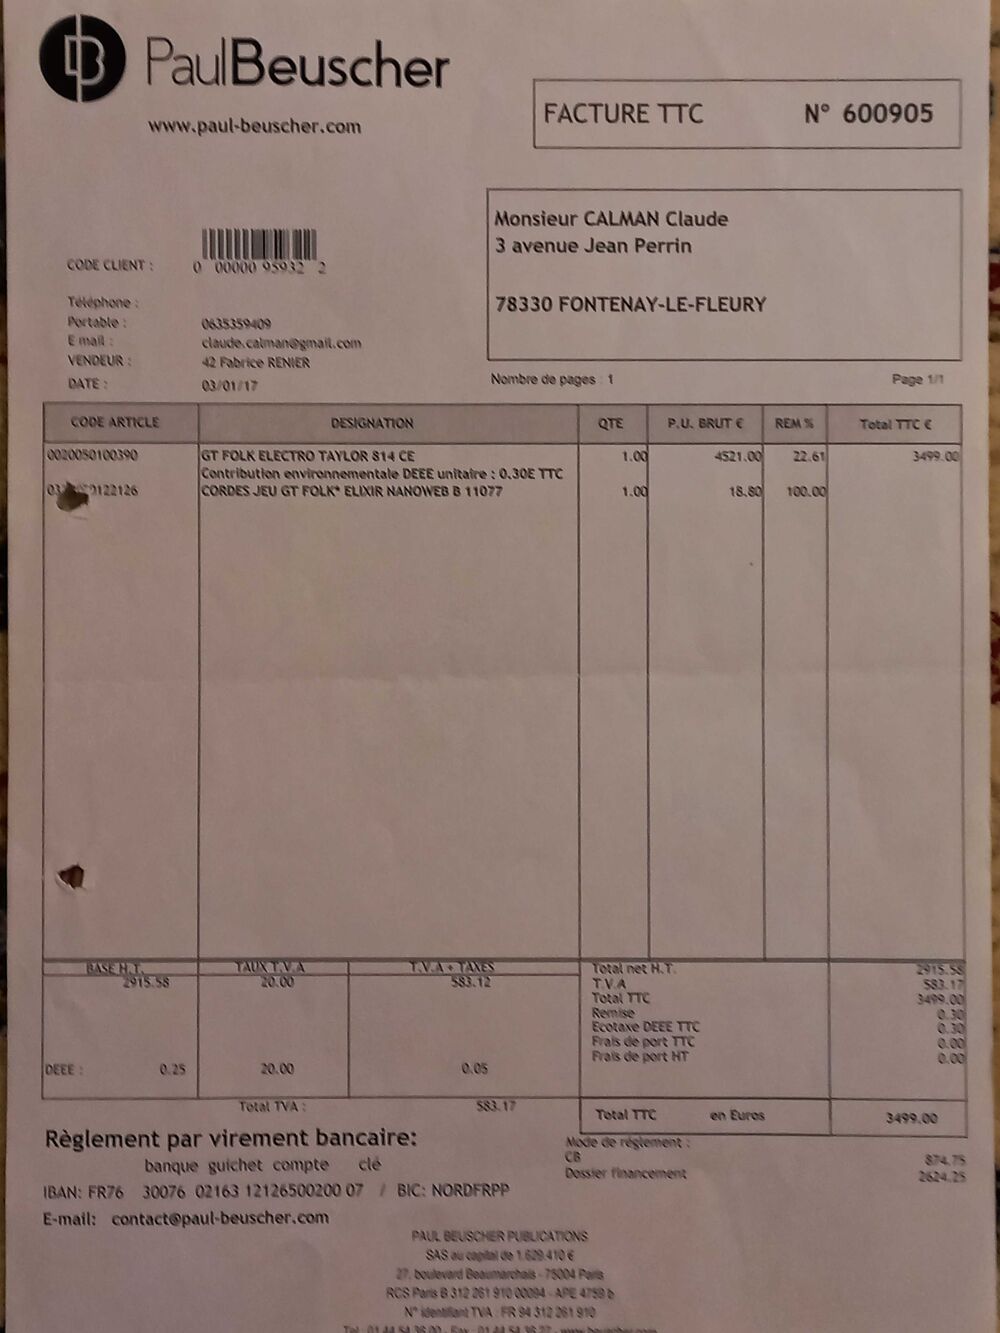 PaulBeuscher
www.paul-beuscher.com
FACTURE TTC N° 600905
Monsieur CALMAN Claude
3 avenue Jean Perrin
78330 FONTENAY-LE-FLEURY
CODE CLIENT : 0 00000 95932 2
Téléphone :
Portable : 0635359409
E mail : claude.calman@gmail.com
VENDEUR : 42 Fabrice RENIER
DATE : 03/01/17
Nombre de pages : 1 Page 1/1
CODE ARTICLE DESIGNATION QTE P.U. BRUT € REM % Total TTC €
0020050100390 GT FOLK ELECTRO TAYLOR 814 CE 1.00 4521.00 22.61 3499.00
Contribution environnementale DEEE unitaire : 0.30E TTC
CORDES JEU GT FOLK* ELIXIR NANOWEB B 11077 1.00 18.80 100.00
BASE H.T. TAUX T.V.A T.V.A + TAXES
2915.58 20.00 583.12
DEEE : 0.25 20.00 0.05
Total TVA : 583.17
Total net H.T. 2915.58
T.V.A 583.17
Total TTC 3499.00
Remise 0.30
Ecotaxe DEEE TTC 0.30
Frais de port TTC 0.00
Frais de port HT 0.00
Total TTC en Euros 3499.00
Règlement par virement bancaire:
banque guichet compte clé
IBAN: FR76 30076 02163 12126500200 07 / BIC: NORDFRPP
E-mail: contact@paul-beuscher.com
Mode de réglement :
CB 874.75
Dossier financement 2624.25
PAUL BEUSCHER PUBLICATIONS
SAS au capital de 1.629.410 €
27, boulevard Beaumarchais - 75004 Paris
RCS Paris B 312 261 910 00094 - APE 4759 b
N° identifiant TVA : FR 94 312 261 910